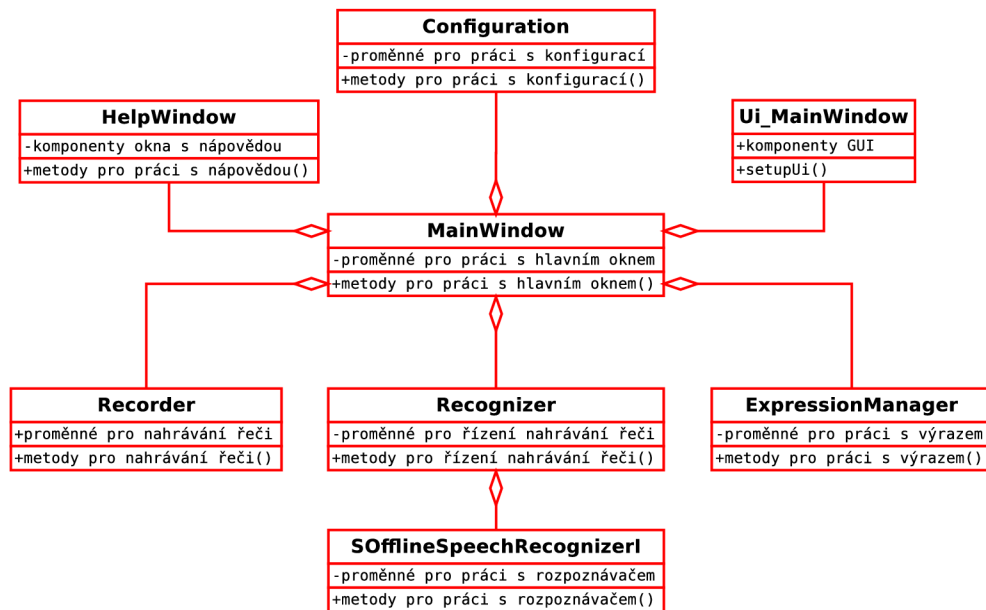 Configuration
-proměnné pro práci s konfigurací
+metody pro práci s konfigurací()
HelpWindow
-komponenty okna s nápovědou
+metody pro práci s nápovědou()
Ui_MainWindow
+komponenty GUI
+setupUi()
MainWindow
-proměnné pro práci s hlavním oknem
+metody pro práci s hlavním oknem()
Recorder
+proměnné pro nahrávání řeči
+metody pro nahrávání řeči()
Recognizer
-proměnné pro řízení nahrávání řeči
+metody pro řízení nahrávání řeči()
ExpressionManager
-proměnné pro práci s výrazem
+metody pro práci s výrazem()
SOfflineSpeechRecognizerI
-proměnné pro práci s rozpoznávačem
+metody pro práci s rozpoznávačem()